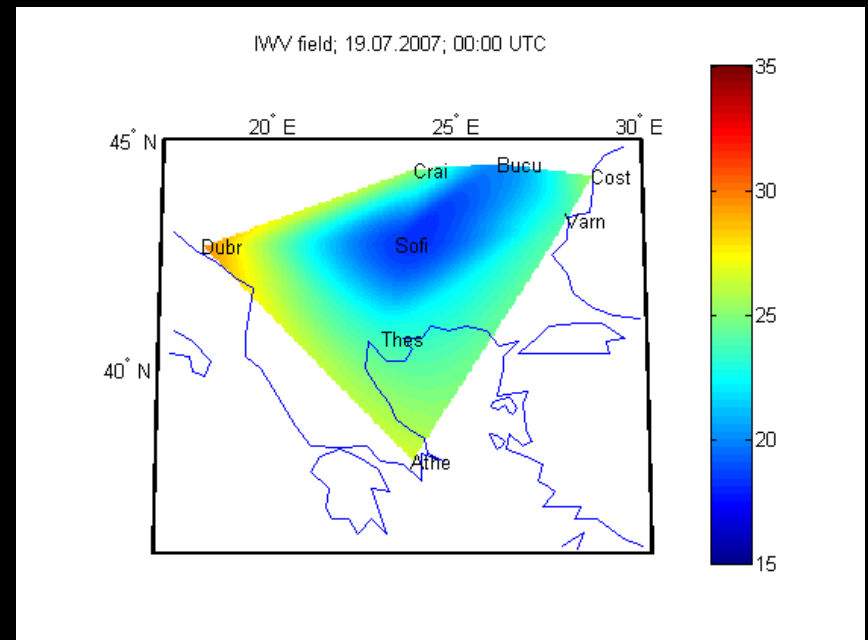 IWV field; 19.07.2007; 00:00 UTC
35
20° E
25° E
30° E
45° N
Bucu
Crai
Cost
30
Varn
Dubr
Sofi
25
Thes
40° N
20
Athe
15